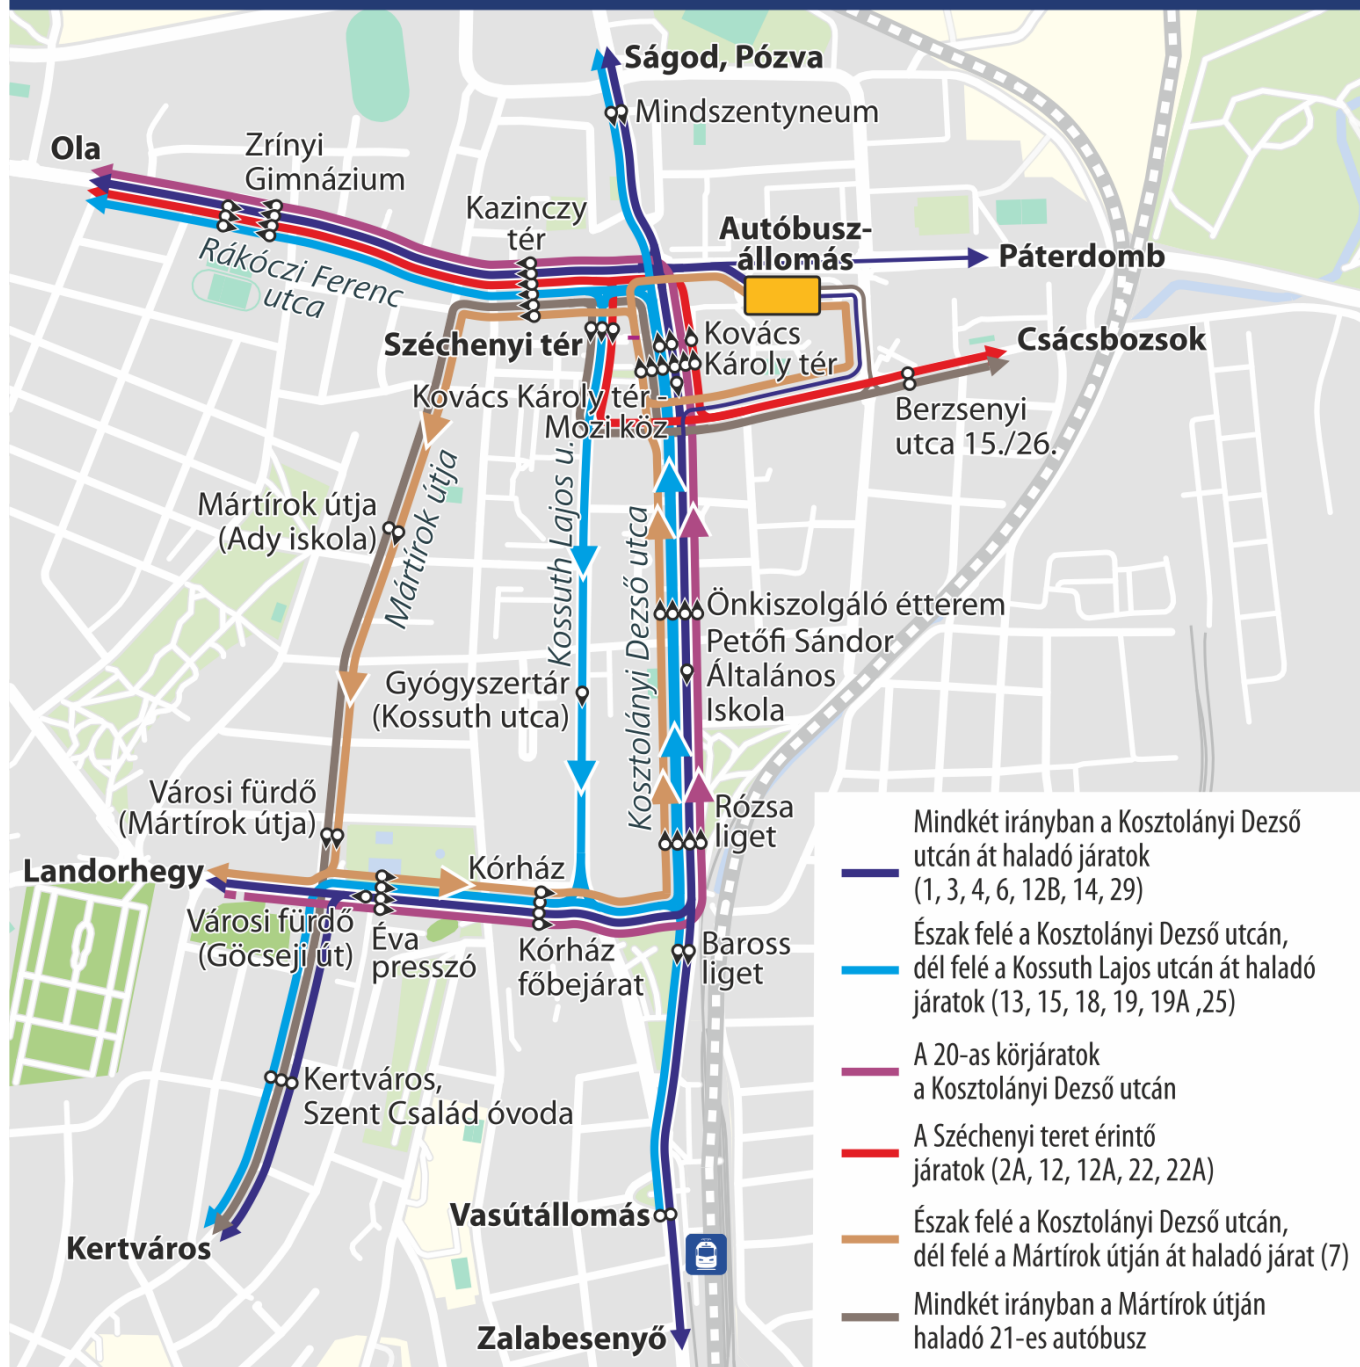 Ságod, Pózva
Mindszentyneum
Ola
Zrínyi
Gimnázium
Kazinczy
tér
Autóbusz-
állomás
Páterdomb
Rákóczi Ferenc
utca
Széchenyi tér
Kovács
Károly tér
Csácsbozsok
Kovács Károly tér -
Mozi köz
Berzsenyi
utca 15./26.
Mártírok útja
(Ady iskola)
Mártírok útja
Kossuth Lajos u.
Kosztolányi Dezső utca
Önkiszolgáló étterem
Petőfi Sándor
Általános
Iskola
Gyógyszertár
(Kossuth utca)
Városi fürdő
(Mártírok útja)
Rózsa
liget
Landorhegy
Kórház
Városi fürdő
(Göcseji út)
Éva
presszó
Kórház
főbejárat
Baross
liget
Kertváros,
Szent Család óvoda
Vasútállomás
Kertváros
Zalabesenyő
Mindkét irányban a Kosztolányi Dezső
utcán át haladó járatok
(1, 3, 4, 6, 12B, 14, 29)
Észak felé a Kosztolányi Dezső utcán,
dél felé a Kossuth Lajos utcán át haladó
járatok (13, 15, 18, 19, 19A ,25)
A 20-as körjáratok
a Kosztolányi Dezső utcán
A Széchenyi teret érintő
járatok (2A, 12, 12A, 22, 22A)
Észak felé a Kosztolányi Dezső utcán,
dél felé a Mártírok útján át haladó járat (7)
Mindkét irányban a Mártírok útján
haladó 21-es autóbusz